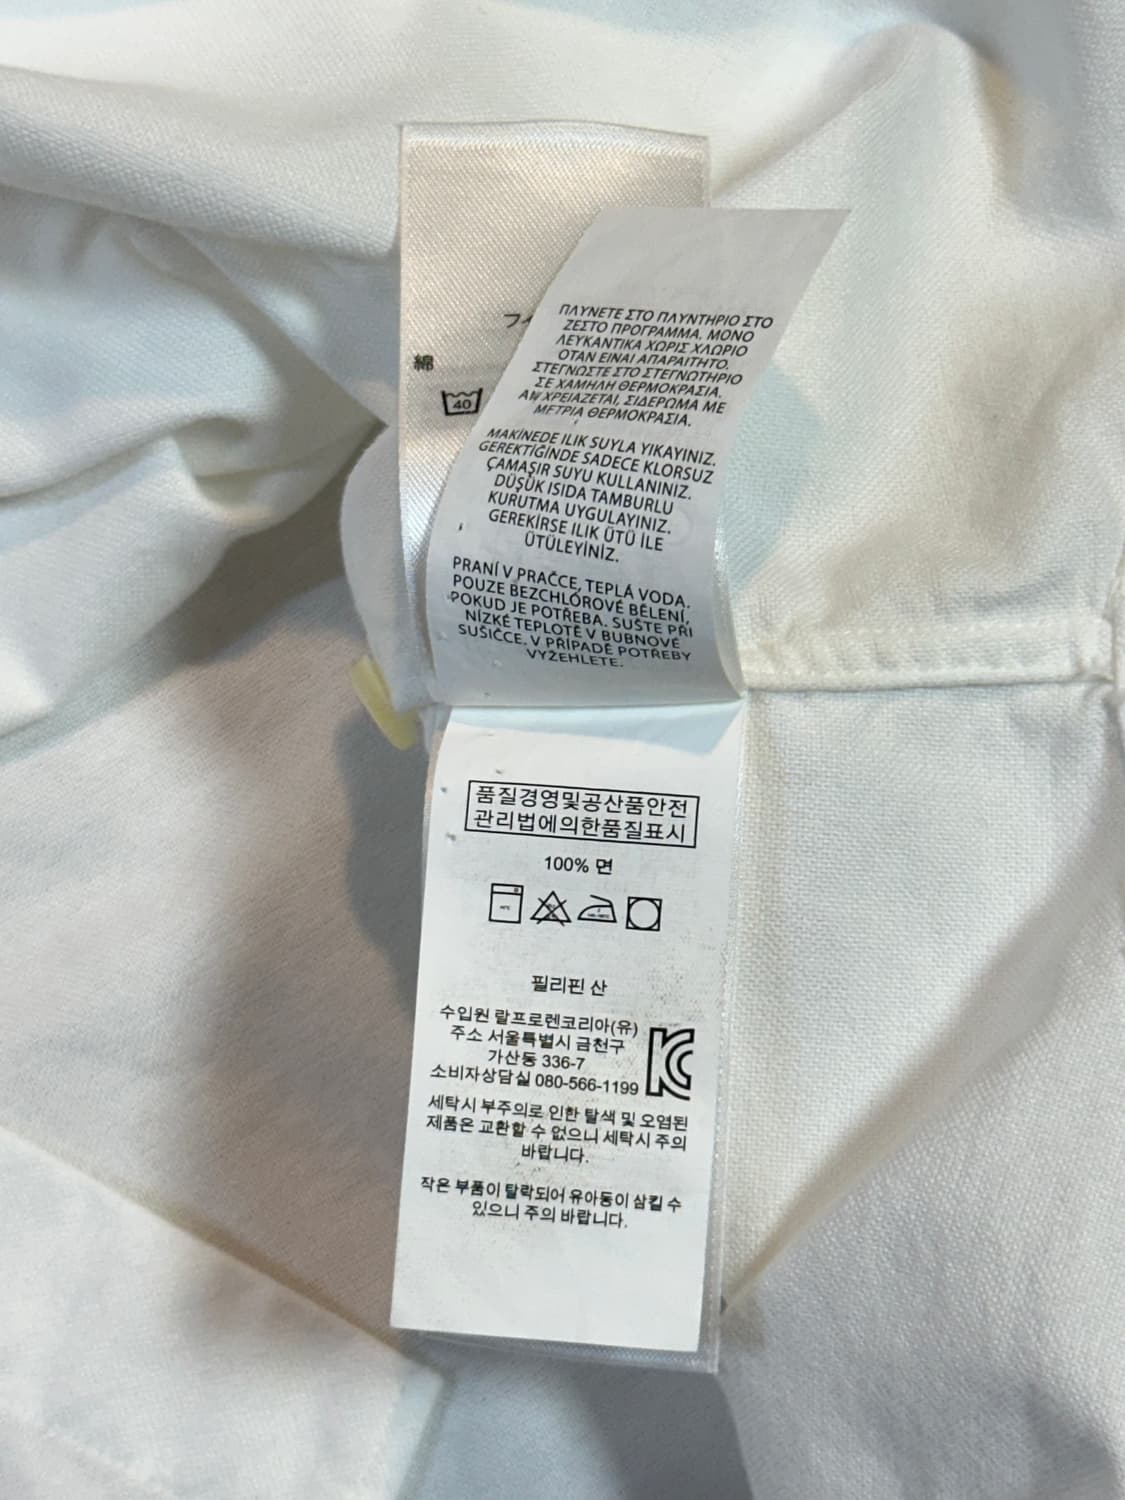 フ
綿
40
ΠΛΥΝΕΤΕ ΣΤΟ ΠΛΥΝΤΗΡΙΟ ΣΤΟ
ΖΕΣΤΟ ΠΡΟΓΡΑΜΜΑ. ΜΟΝΟ
ΛΕΥΚΑΝΤΙΚΑ ΧΩΡΙΣ ΧΛΩΡΙΟ
ΟΤΑΝ ΕΙΝΑΙ ΑΠΑΡΑΙΤΗΤΟ.
ΣΤΕΓΝΩΣΤΕ ΣΤΟ ΣΤΕΓΝΩΤΗΡΙΟ
ΣΕ ΧΑΜΗΛΗ ΘΕΡΜΟΚΡΑΣΙΑ.
ΑΝ ΧΡΕΙΑΖΕΤΑΙ, ΣΙΔΕΡΩΜΑ ΜΕ
ΜΕΤΡΙΑ ΘΕΡΜΟΚΡΑΣΙΑ.
MAKİNEDE ILIK SUYLA YIKAYINIZ.
GEREKTİĞİNDE SADECE KLORSUZ
ÇAMAŞIR SUYU KULLANINIZ.
DÜŞÜK ISIDA TAMBURLU
KURUTMA UYGULAYINIZ.
GEREKİRSE ILIK ÜTÜ İLE
ÜTÜLEYİNİZ.
PRANÍ V PRAČCE, TEPLÁ VODA.
POUZE BEZCHLÓROVÉ BĚLENÍ,
POKUD JE POTŘEBA. SUŠTE PŘI
NÍZKÉ TEPLOTĚ V BUBNOVÉ
SUŠIČCE. V PŘÍPADĚ POTŘEBY
VYŽEHLETE.
품질경영및공산품안전
관리법에의한품질표시
100% 면
필리핀 산
수입원 랄프로렌코리아(유)
주소 서울특별시 금천구
가산동 336-7
소비자상담실 080-566-1199
세탁시 부주의로 인한 탈색 및 오염된
제품은 교환할 수 없으니 세탁시 주의
바랍니다.
작은 부품이 탈락되어 유아동이 삼킬 수
있으니 주의 바랍니다.